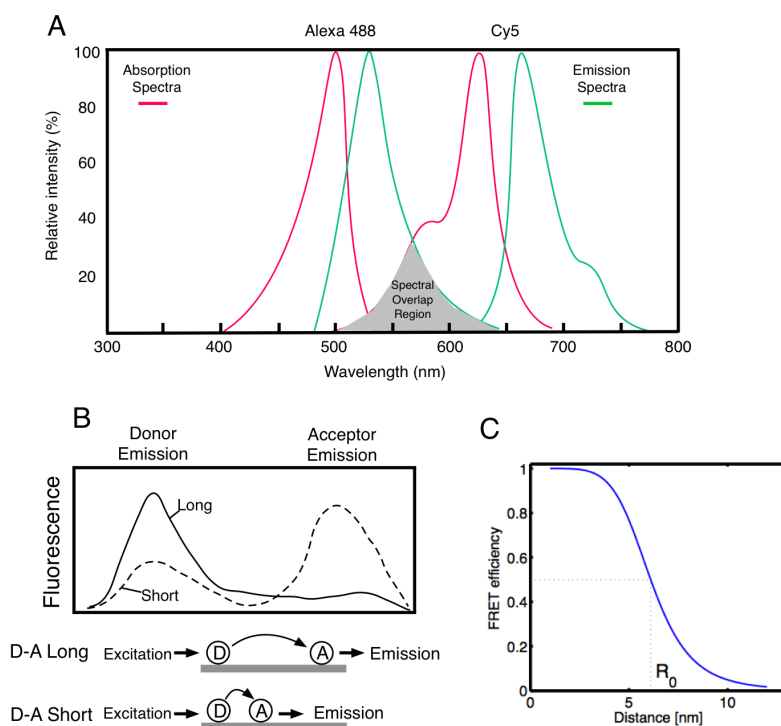 A
Alexa 488
Cy5
100
80
60
40
20
Relative intensity (%)
Absorption
Spectra
Emission
Spectra
Spectral
Overlap
Region
300
400
500
600
700
800
Wavelength (nm)
B
Donor
Emission
Acceptor
Emission
Fluorescence
Long
Short
D-A Long
Excitation
D
A
Emission
D-A Short
Excitation
D
A
Emission
C
1
0.8
0.6
0.4
0.2
0
FRET efficiency
R0
0
5
10
Distance [nm]